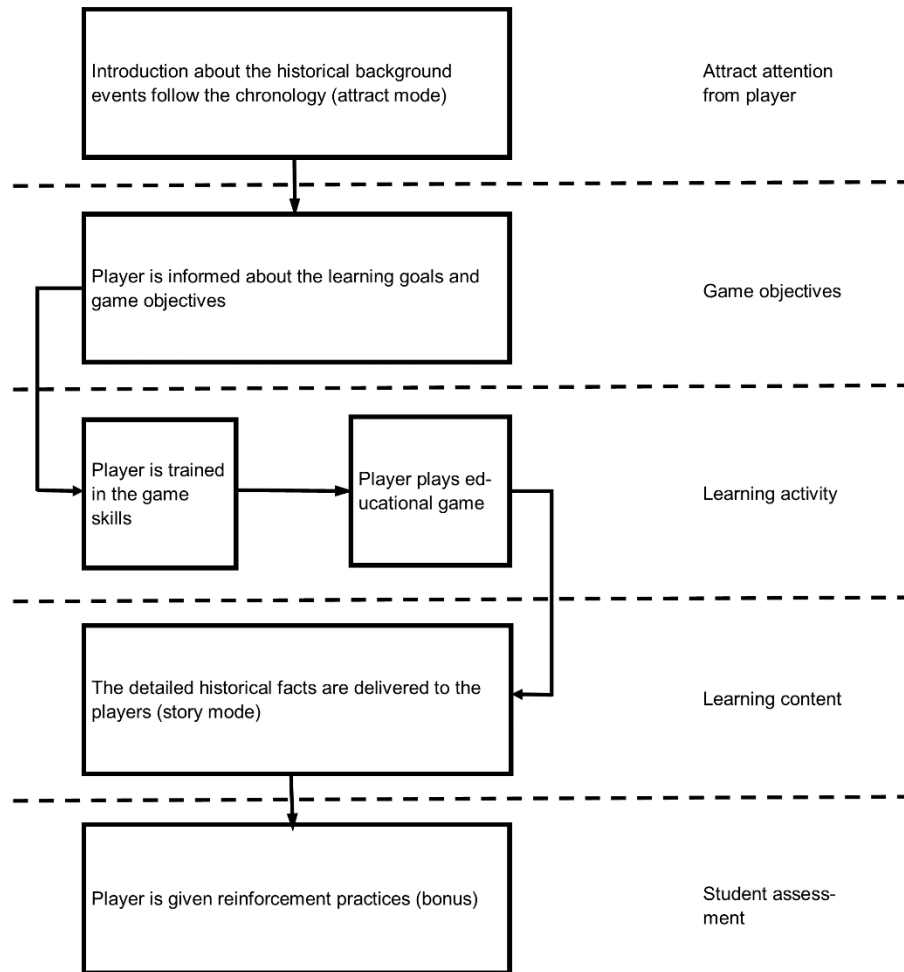 Introduction about the historical background
events follow the chronology (attract mode)
Attract attention
from player
Player is informed about the learning goals and
game objectives
Game objectives
Player is trained
in the game
skills
Player plays ed-
ucational game
Learning activity
The detailed historical facts are delivered to the
players (story mode)
Learning content
Player is given reinforcement practices (bonus)
Student assess-
ment